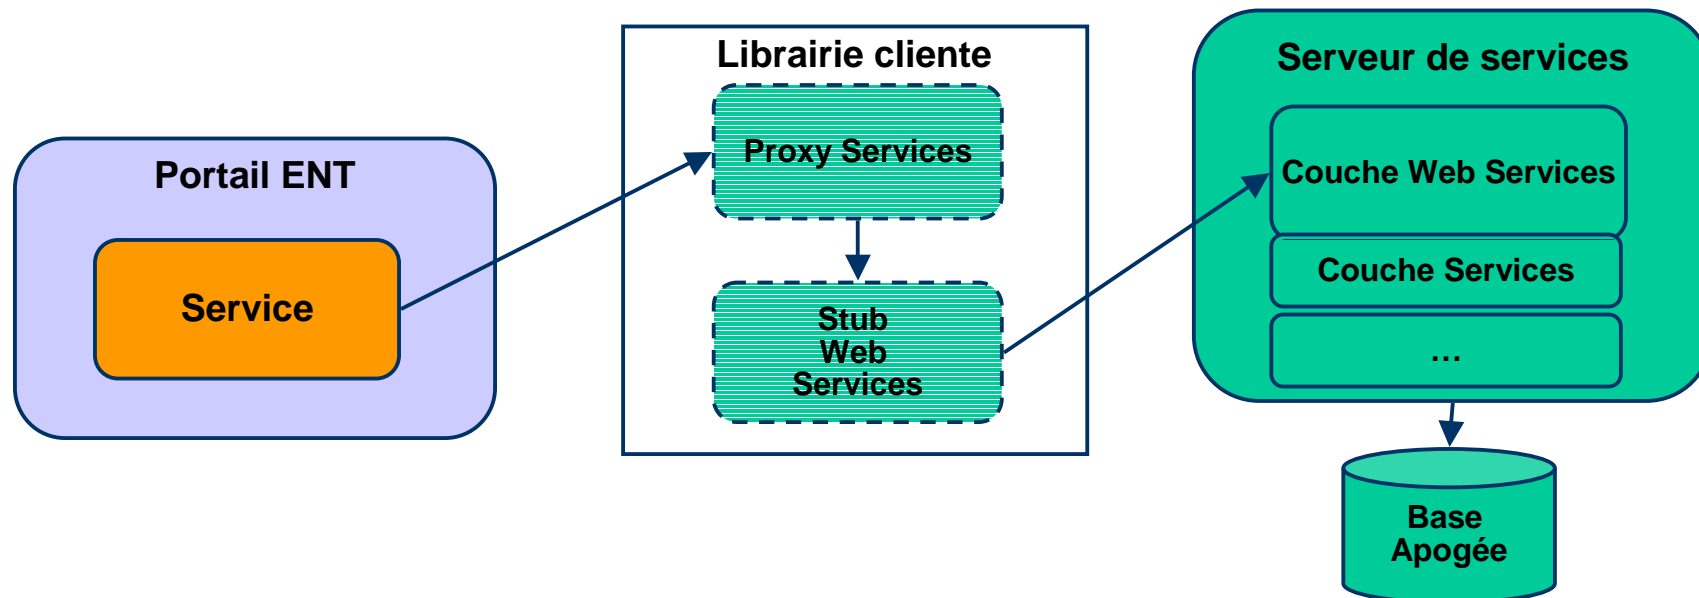 Portail ENT
Service
Librairie cliente
Proxy Services
Stub
Web
Services
Serveur de services
Couche Web Services
Couche Services
...
Base
Apogée